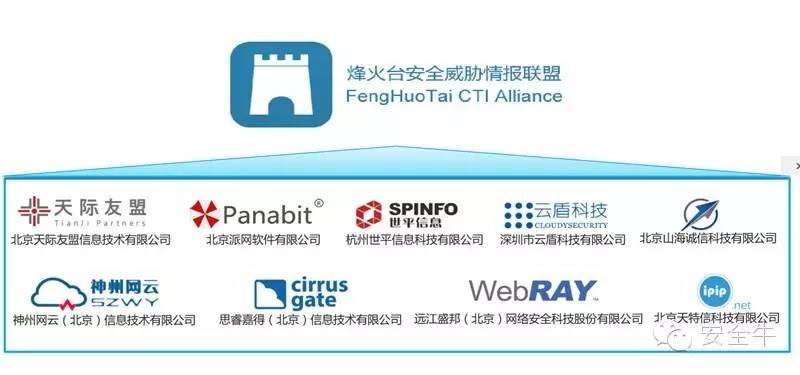 烽火台安全威胁情报联盟
FengHuoTai CTI Alliance
天际友盟
TianJi Partners
北京天际友盟信息技术有限公司
Panabit®
北京派网软件有限公司
SPINFO
世平信息
杭州世平信息科技有限公司
云盾科技
CLOUDYSECURITY
深圳市云盾科技有限公司
北京山海诚信科技有限公司
神州网云
SZWY
神州网云（北京）信息技术有限公司
cirrus
gate
思睿嘉得（北京）信息技术有限公司
WebRAY™
远江盛邦（北京）网络安全科技股份有限公司
ipip
.net
北京天特信科技有限公司
安全牛